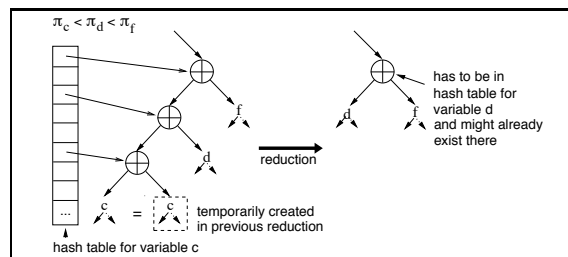 π_c < π_d < π_f
f
d
c
=
c
...
temporarily created
in previous reduction
hash table for variable c
reduction
d
f
has to be in
hash table for
variable d
and might already
exist there